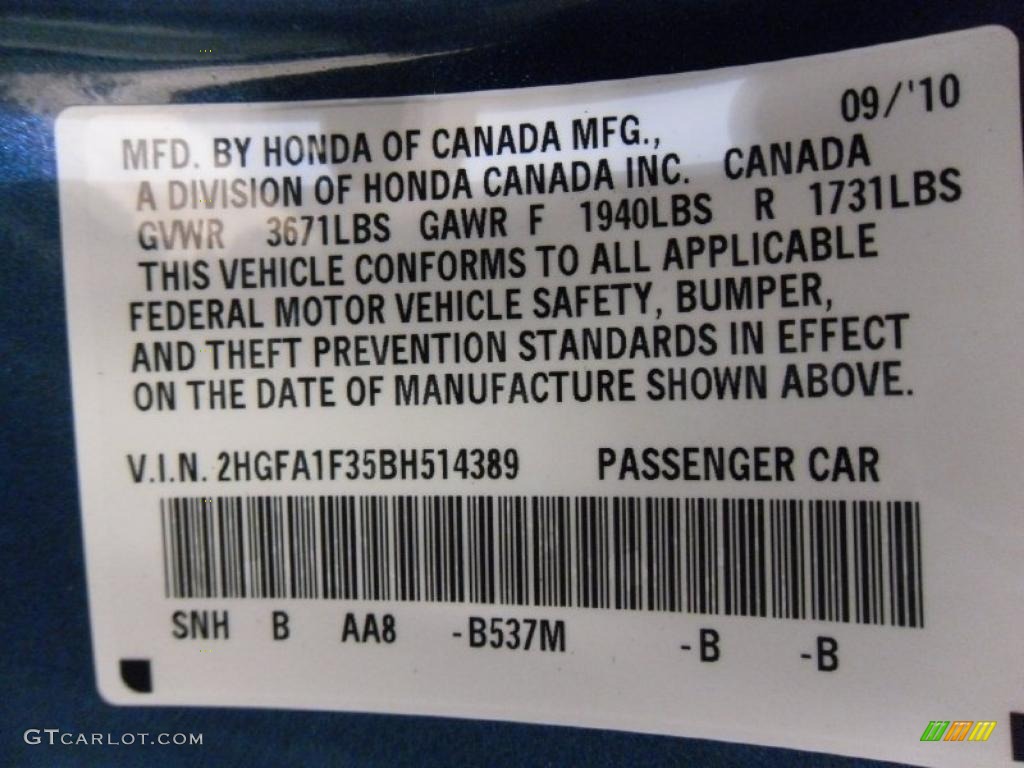 09/'10
MFD. BY HONDA OF CANADA MFG.,
A DIVISION OF HONDA CANADA INC. CANADA
GVWR 3671LBS GAWR F 1940LBS R 1731LBS
THIS VEHICLE CONFORMS TO ALL APPLICABLE
FEDERAL MOTOR VEHICLE SAFETY, BUMPER,
AND THEFT PREVENTION STANDARDS IN EFFECT
ON THE DATE OF MANUFACTURE SHOWN ABOVE.
V.I.N. 2HGFA1F35BH514389 PASSENGER CAR
SNH B AA8 -B537M -B -B
GTCARLOT.COM